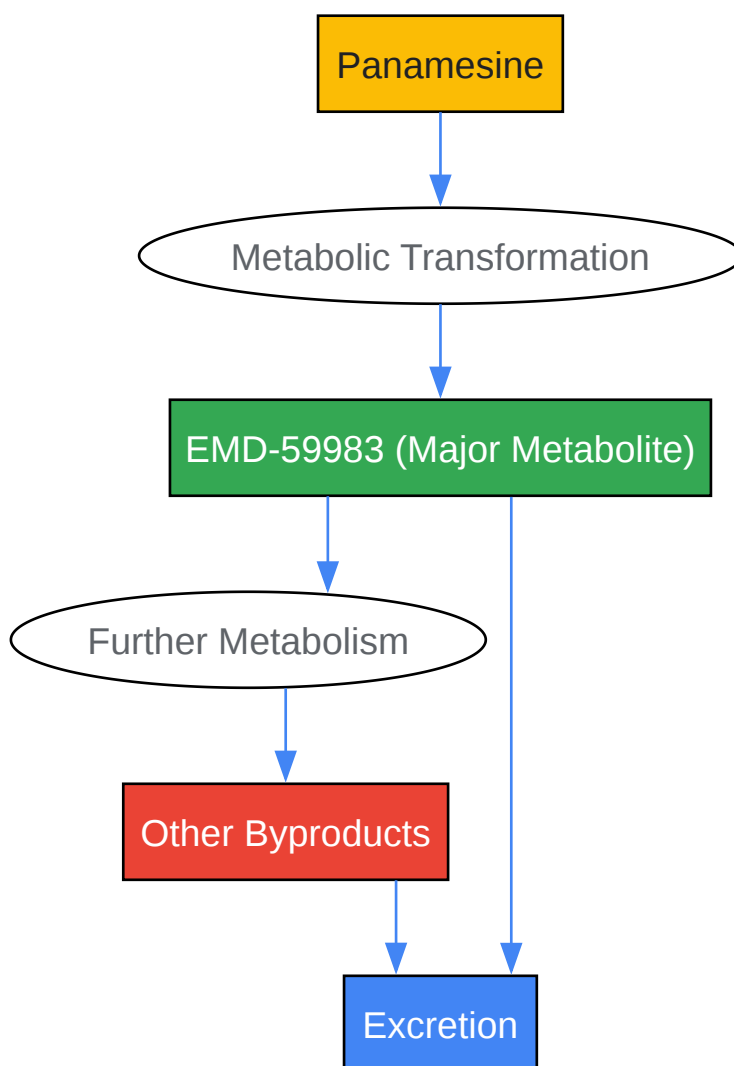 Panamesine
Metabolic Transformation
EMD-59983 (Major Metabolite)
Further Metabolism
Other Byproducts
Excretion